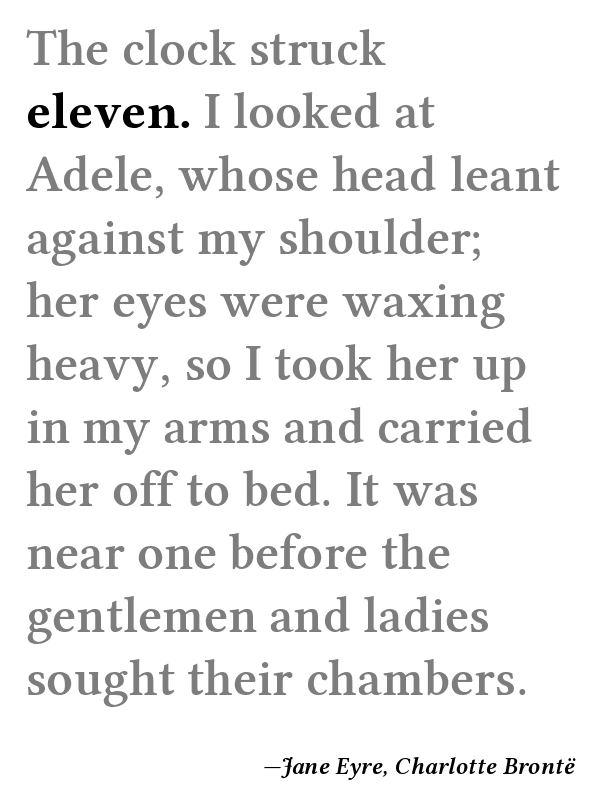 The clock struck
eleven. I looked at
Adele, whose head leant
against my shoulder;
her eyes were waxing
heavy, so I took her up
in my arms and carried
her off to bed. It was
near one before the
gentlemen and ladies
sought their chambers.
—Jane Eyre, Charlotte Brontë